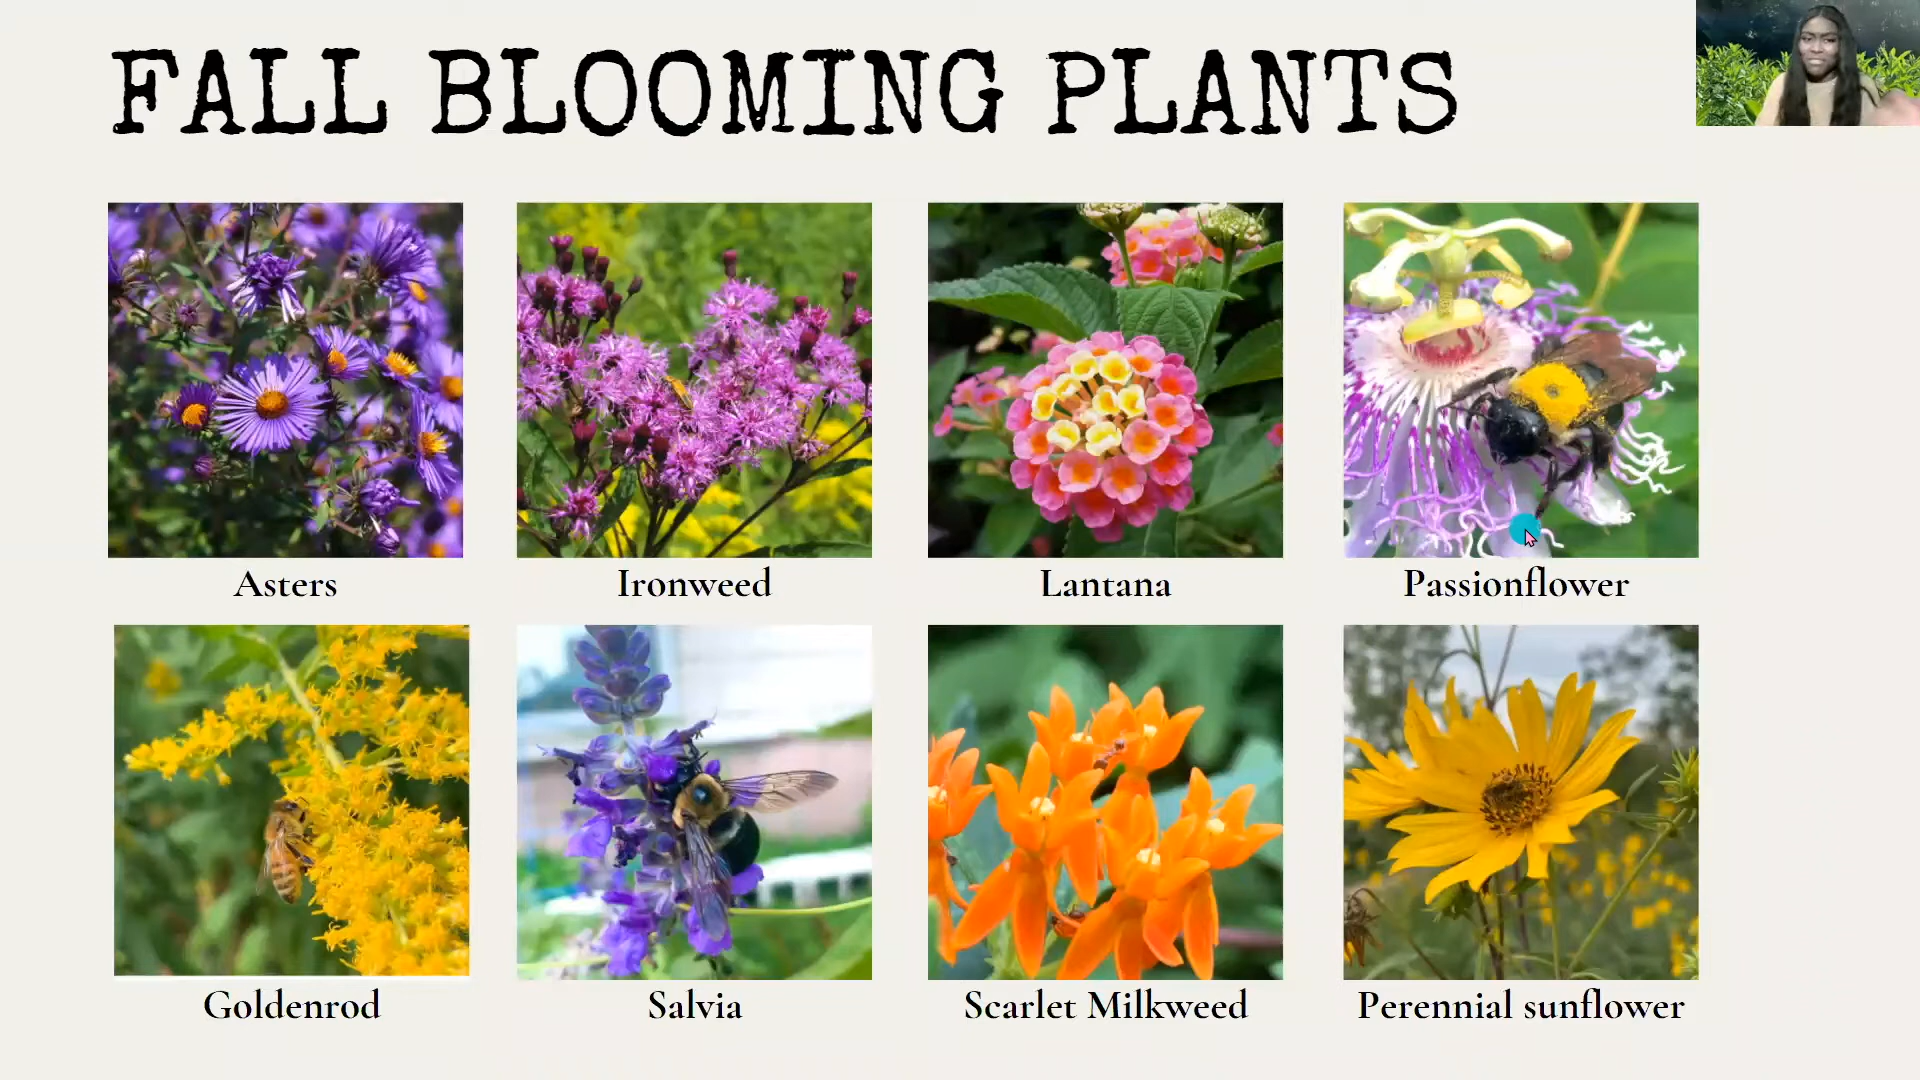 FALL BLOOMING PLANTS
Asters
Ironweed
Lantana
Passionflower
Goldenrod
Salvia
Scarlet Milkweed
Perennial sunflower